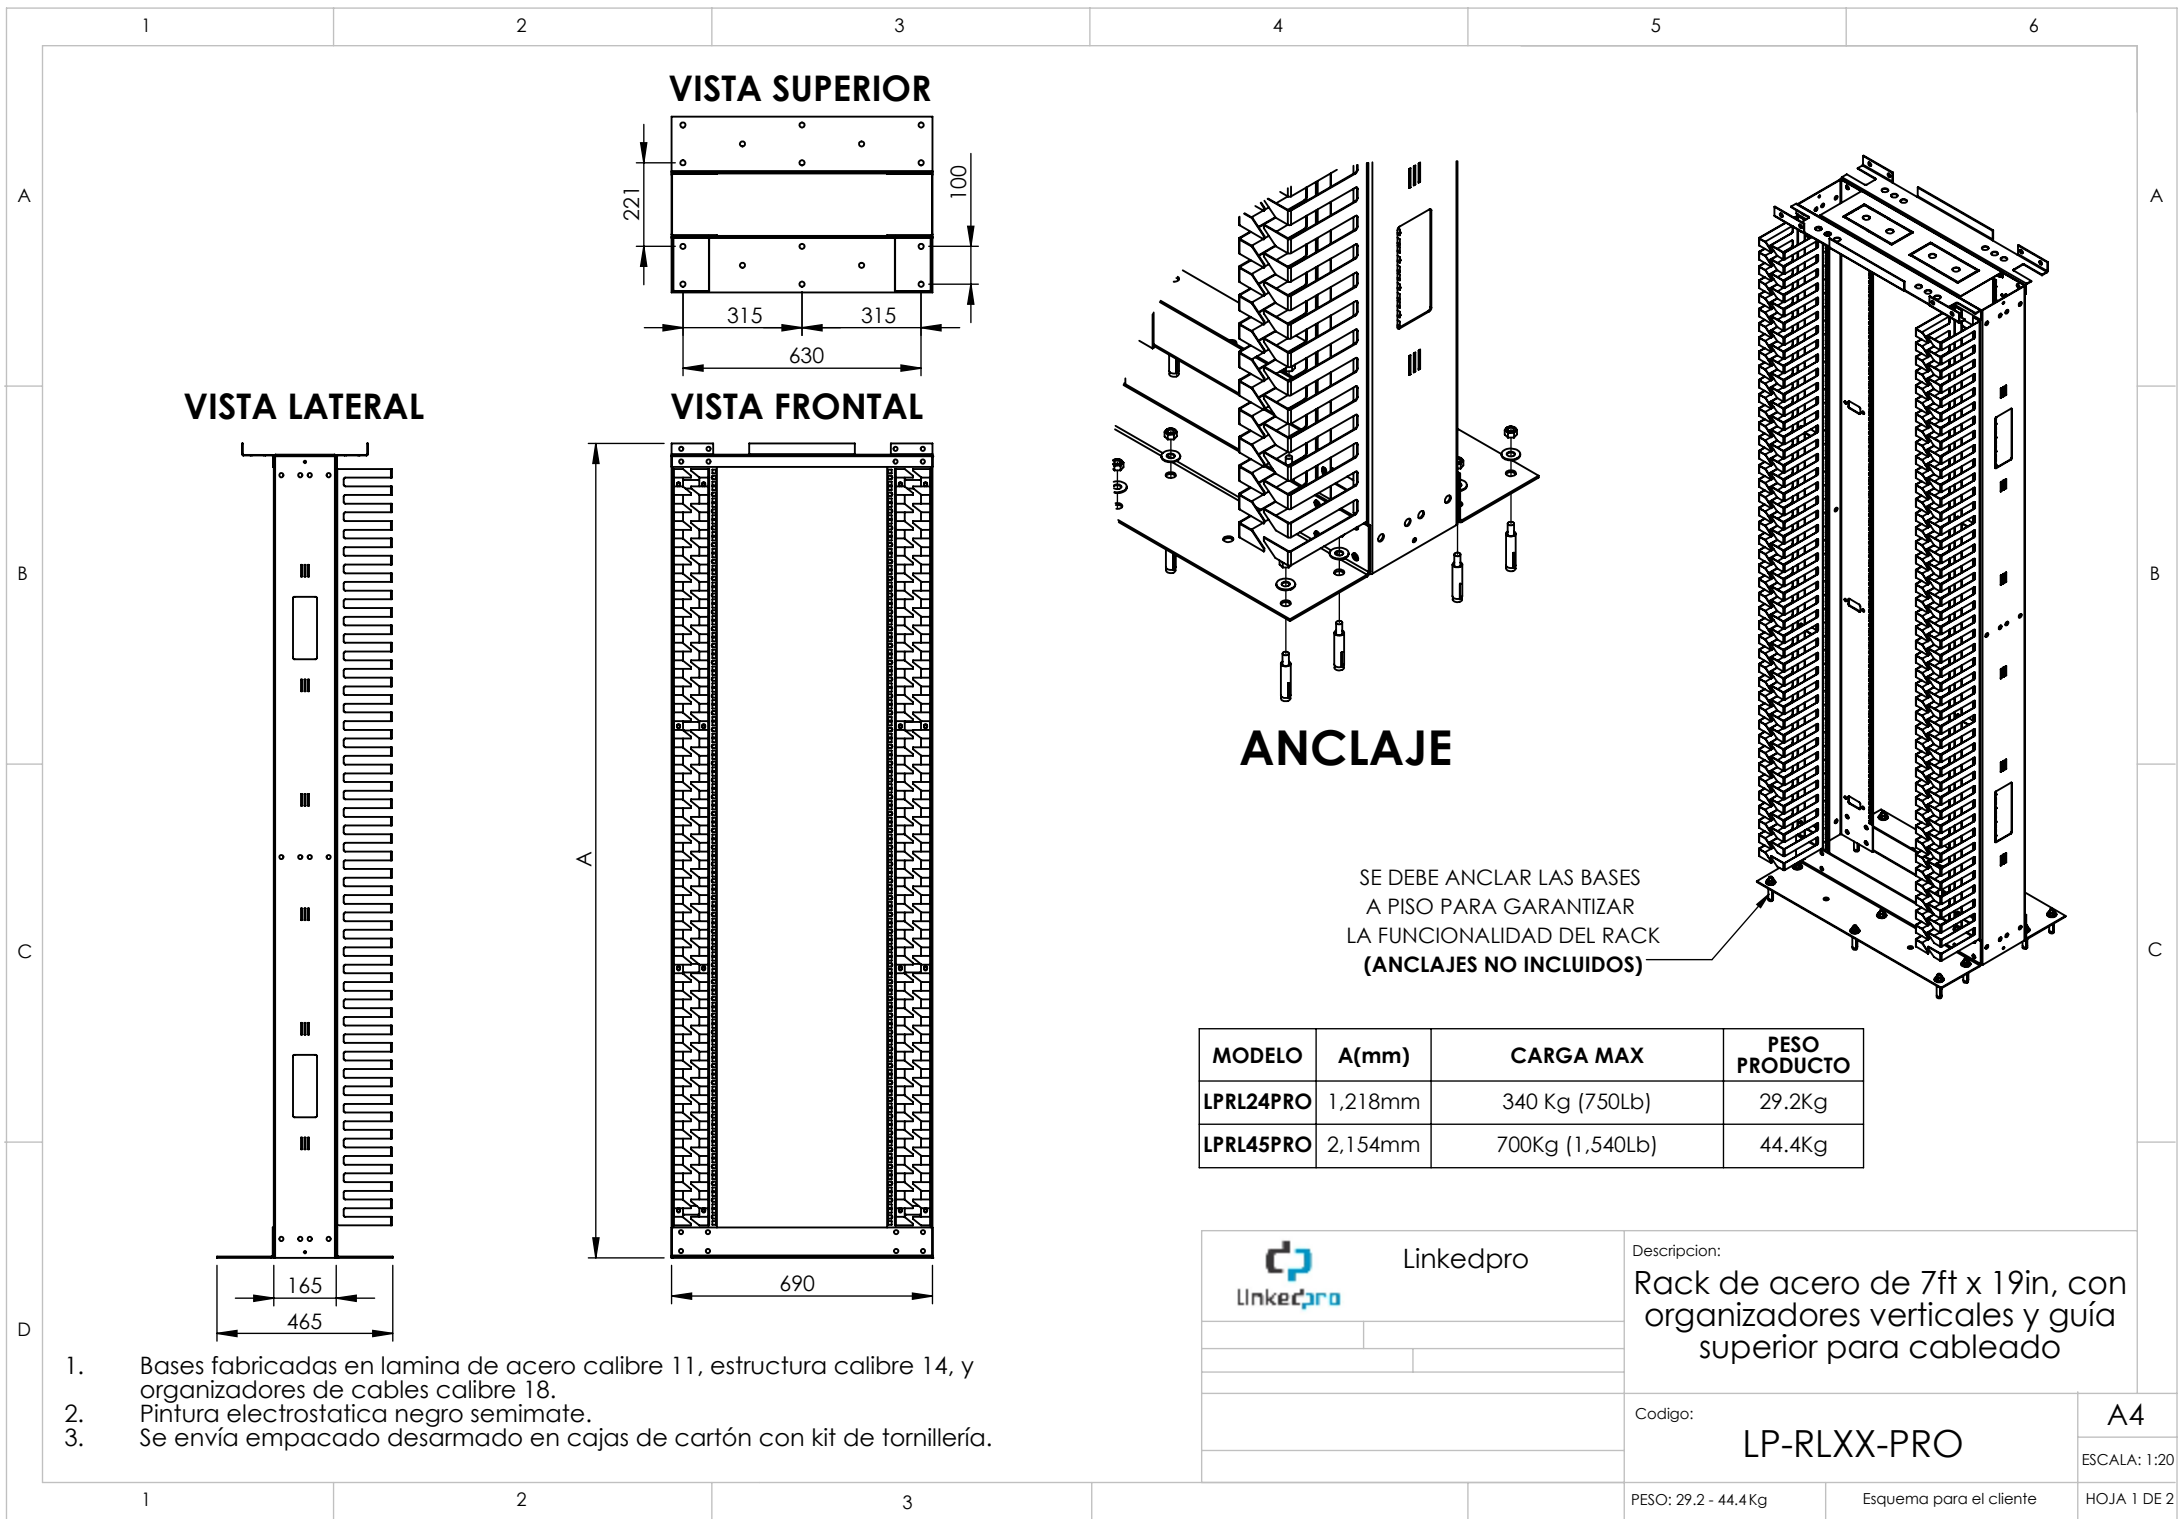 1 2 3 4 5 6
VISTA SUPERIOR
221
100
315
315
630
A
A
VISTA LATERAL
VISTA FRONTAL
A
B
B
ANCLAJE
SE DEBE ANCLAR LAS BASES
A PISO PARA GARANTIZAR
LA FUNCIONALIDAD DEL RACK
(ANCLAJES NO INCLUIDOS)
C
C
MODELO A(mm) CARGA MAX PESO
PRODUCTO
LPRL24PRO 1,218mm 340 Kg (750Lb) 29.2Kg
LPRL45PRO 2,154mm 700Kg (1,540Lb) 44.4Kg
165
465
690
D
1. Bases fabricadas en lamina de acero calibre 11, estructura calibre 14, y
organizadores de cables calibre 18.
2. Pintura electrostatica negro semimate.
3. Se envía empacado desarmado en cajas de cartón con kit de tornillería.
Linkedpro
Linkedpro
Descripcion:
Rack de acero de 7ft x 19in, con
organizadores verticales y guía
superior para cableado
Codigo:
LP-RLXX-PRO
A4
ESCALA: 1:20
PESO: 29.2 - 44.4Kg
Esquema para el cliente
HOJA 1 DE 2
1 2 3